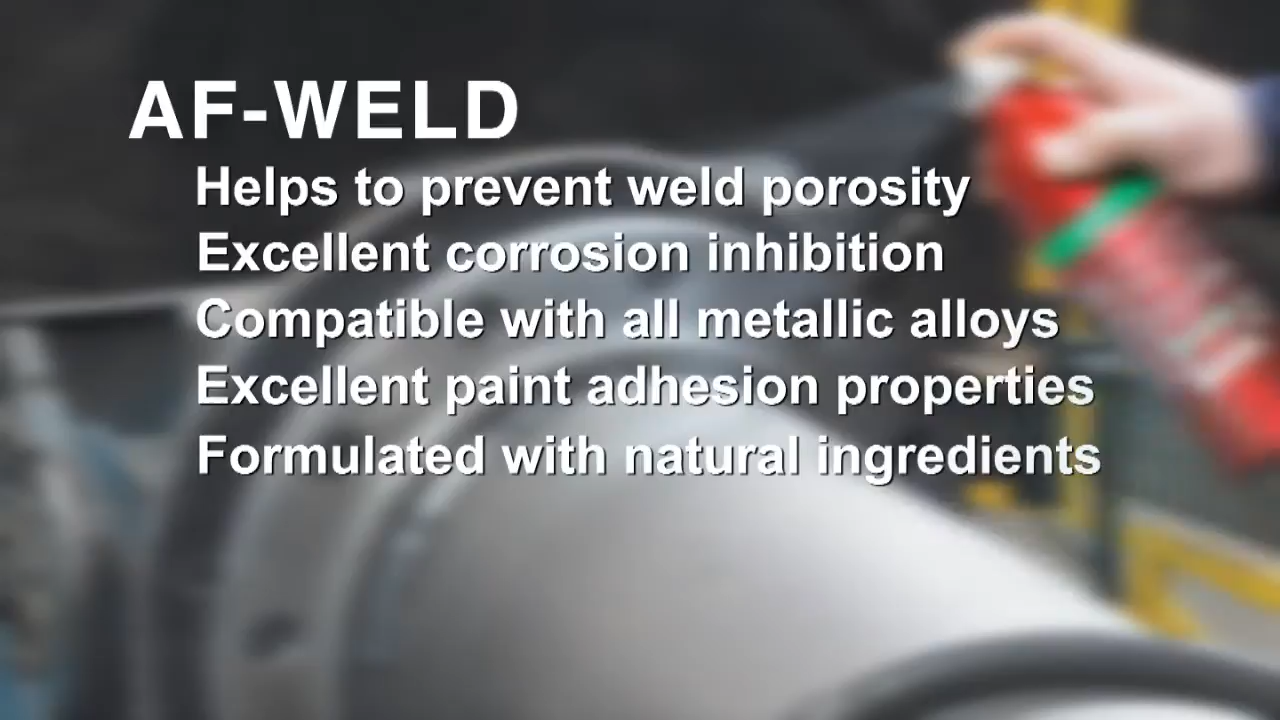 AF-WELD
Helps to prevent weld porosity
Excellent corrosion inhibition
Compatible with all metallic alloys
Excellent paint adhesion properties
Formulated with natural ingredients